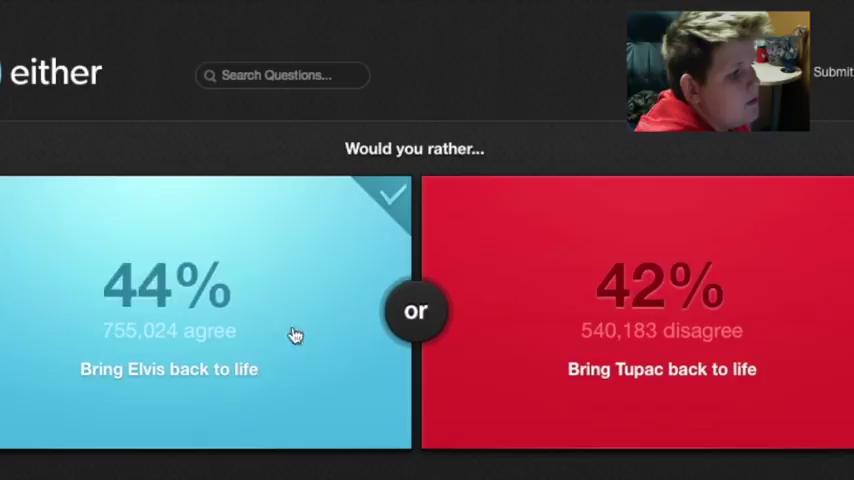 either
Search Questions...
Submit
Would you rather...
44%
755,024 agree
Bring Elvis back to life
or
42%
540,183 disagree
Bring Tupac back to life